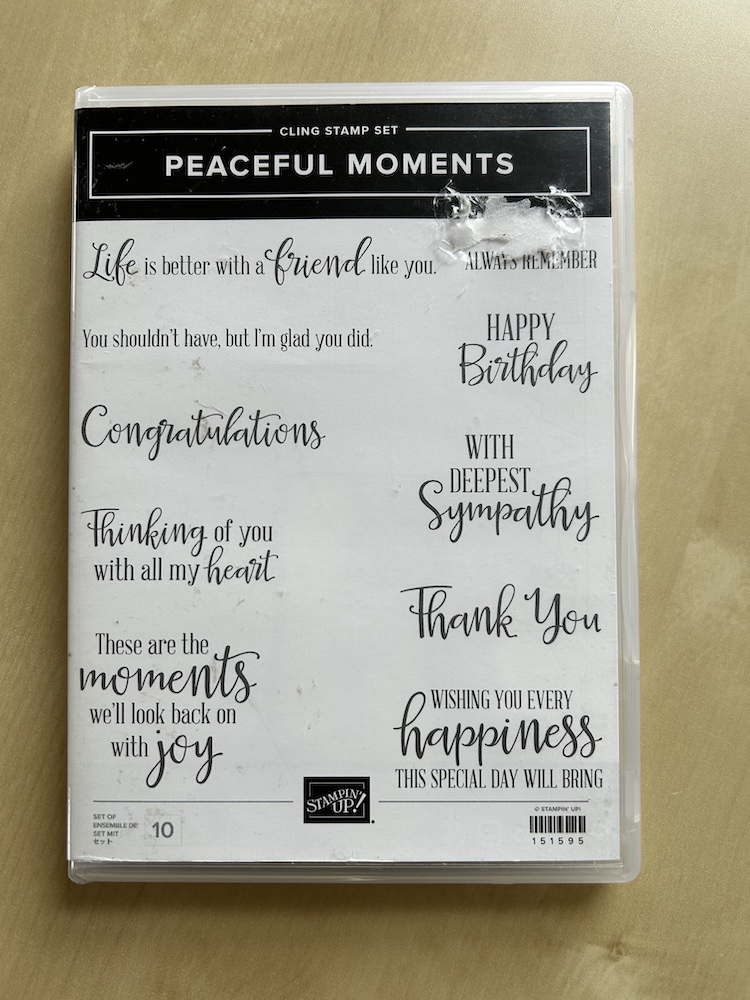 CLING STAMP SET
PEACEFUL MOMENTS
Life is better with a friend like you.
ALWAYS REMEMBER
You shouldn't have, but I'm glad you did.
HAPPY
Birthday
Congratulations
WITH
DEEPEST
Sympathy
Thinking of you
with all my heart
Thank You
These are the
moments
we'll look back on
with joy
WISHING YOU EVERY
happiness
THIS SPECIAL DAY WILL BRING
STAMPIN'
UP!
SET OF
ENSEMBLE DE
SET MIT
セット
10
© STAMPIN' UP!
151595